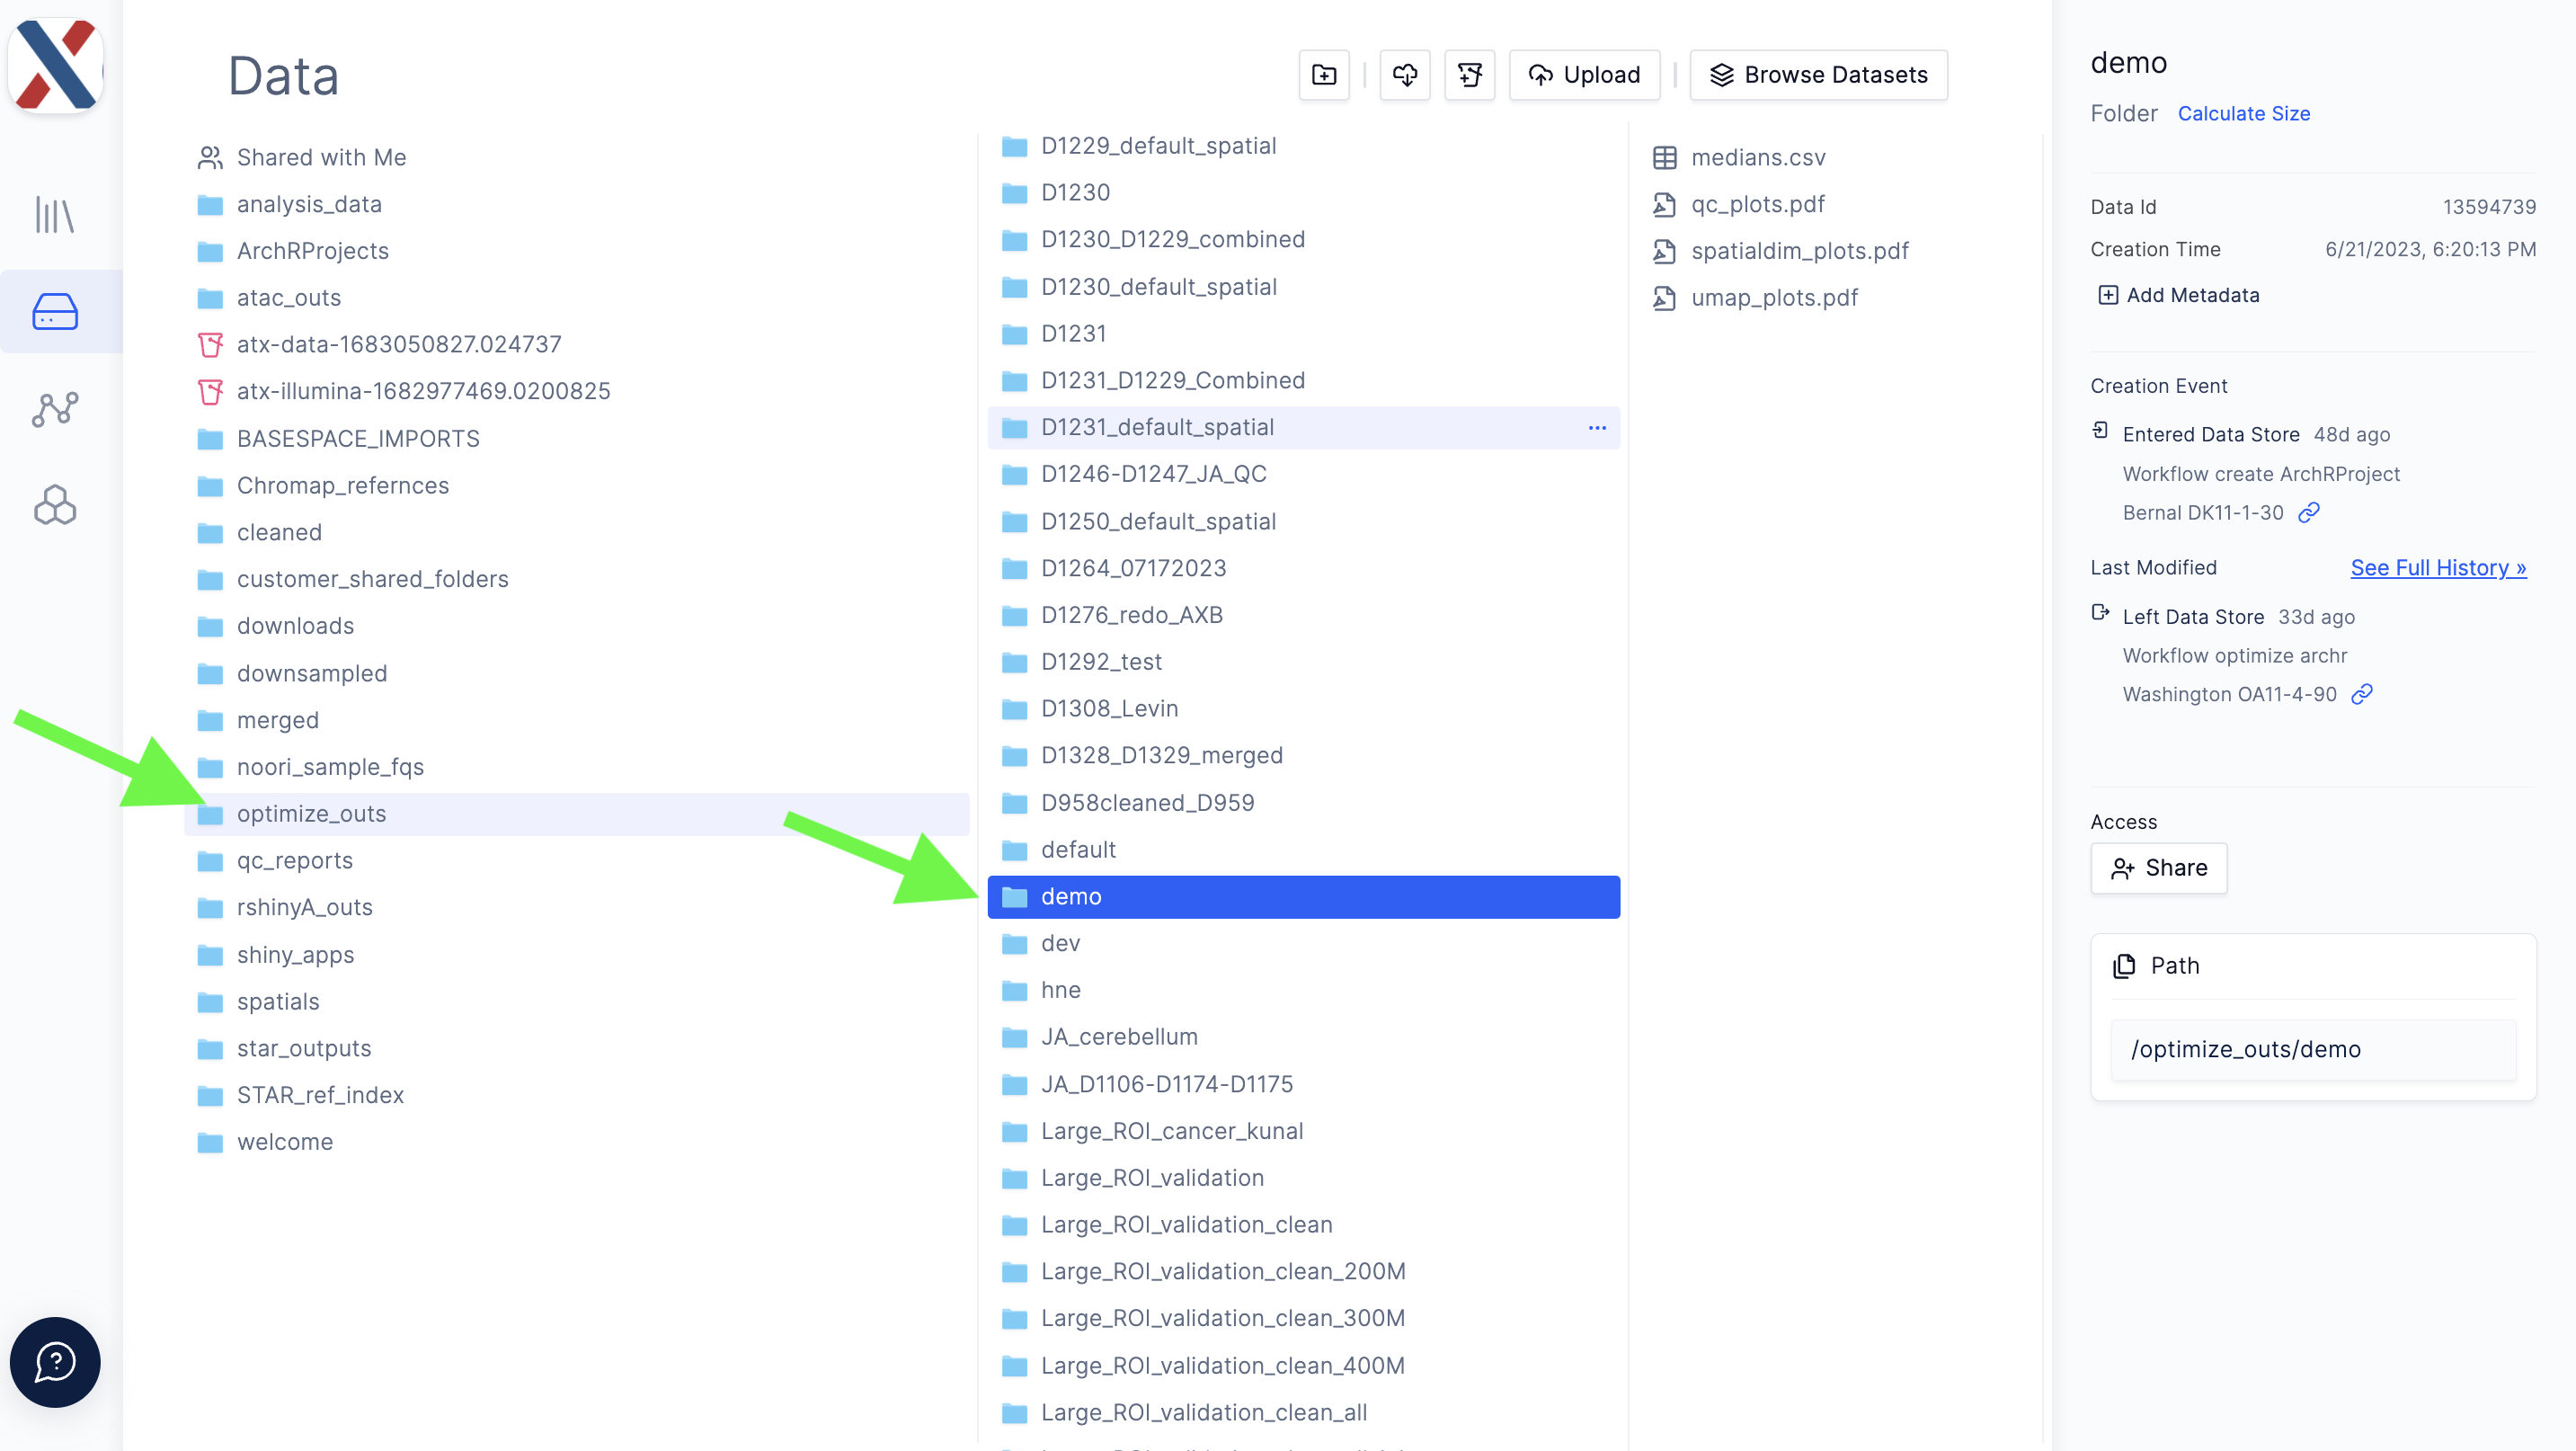 Data
Upload
Browse Datasets
Shared with Me
analysis_data
ArchRProjects
atac_outs
atx-data-1683050827.024737
atx-illumina-1682977469.0200825
BASESPACE_IMPORTS
Chromap_refernces
cleaned
customer_shared_folders
downloads
downsampled
merged
noori_sample_fqs
optimize_outs
qc_reports
rshinyA_outs
shiny_apps
spatials
star_outputs
STAR_ref_index
welcome
D1229_default_spatial
D1230
D1230_D1229_combined
D1230_default_spatial
D1231
D1231_D1229_Combined
D1231_default_spatial
D1246-D1247_JA_QC
D1250_default_spatial
D1264_07172023
D1276_redo_AXB
D1292_test
D1308_Levin
D1328_D1329_merged
D958cleaned_D959
default
demo
dev
hne
JA_cerebellum
JA_D1106-D1174-D1175
Large_ROI_cancer_kunal
Large_ROI_validation
Large_ROI_validation_clean
Large_ROI_validation_clean_200M
Large_ROI_validation_clean_300M
Large_ROI_validation_clean_400M
Large_ROI_validation_clean_all
medians.csv
qc_plots.pdf
spatialdim_plots.pdf
umap_plots.pdf
demo
Folder Calculate Size
Data Id 13594739
Creation Time 6/21/2023, 6:20:13 PM
Add Metadata
Creation Event
Entered Data Store 48d ago
Workflow create ArchRProject
Bernal DK11-1-30
Last Modified See Full History »
Left Data Store 33d ago
Workflow optimize archr
Washington OA11-4-90
Access
Share
Path
/optimize_outs/demo